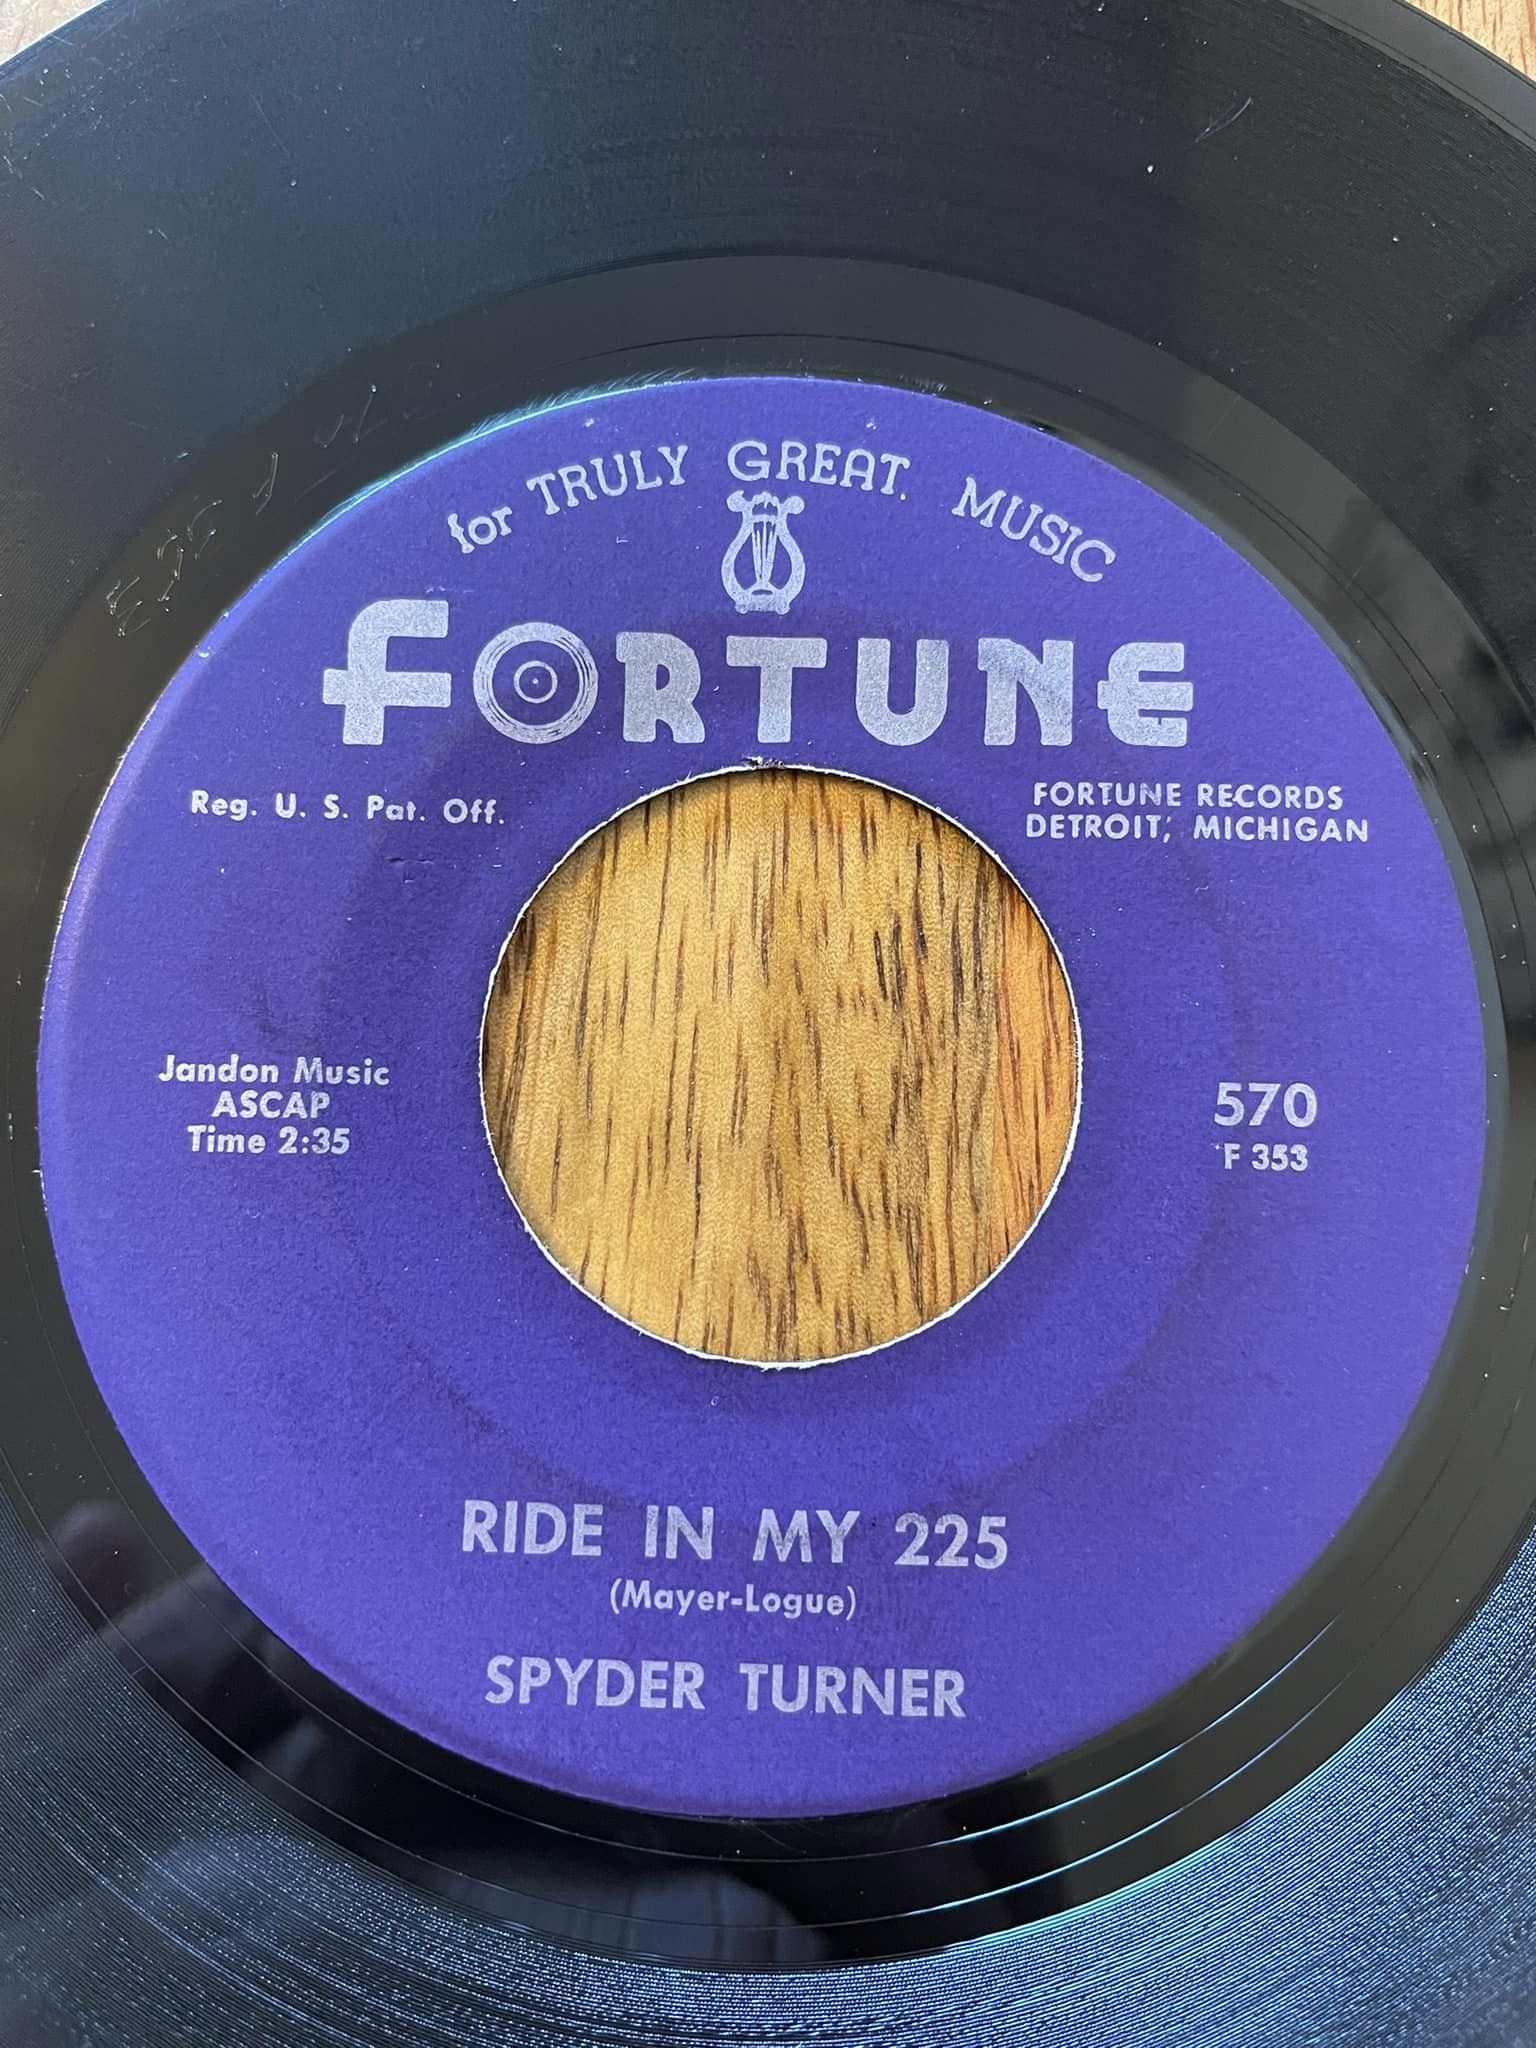 for TRULY GREAT MUSIC
FORTUNE
Reg. U. S. Pat. Off.
FORTUNE RECORDS
DETROIT, MICHIGAN
Jandon Music
ASCAP
Time 2:35
570
F 353
RIDE IN MY 225
(Mayer-Logue)
SPYDER TURNER